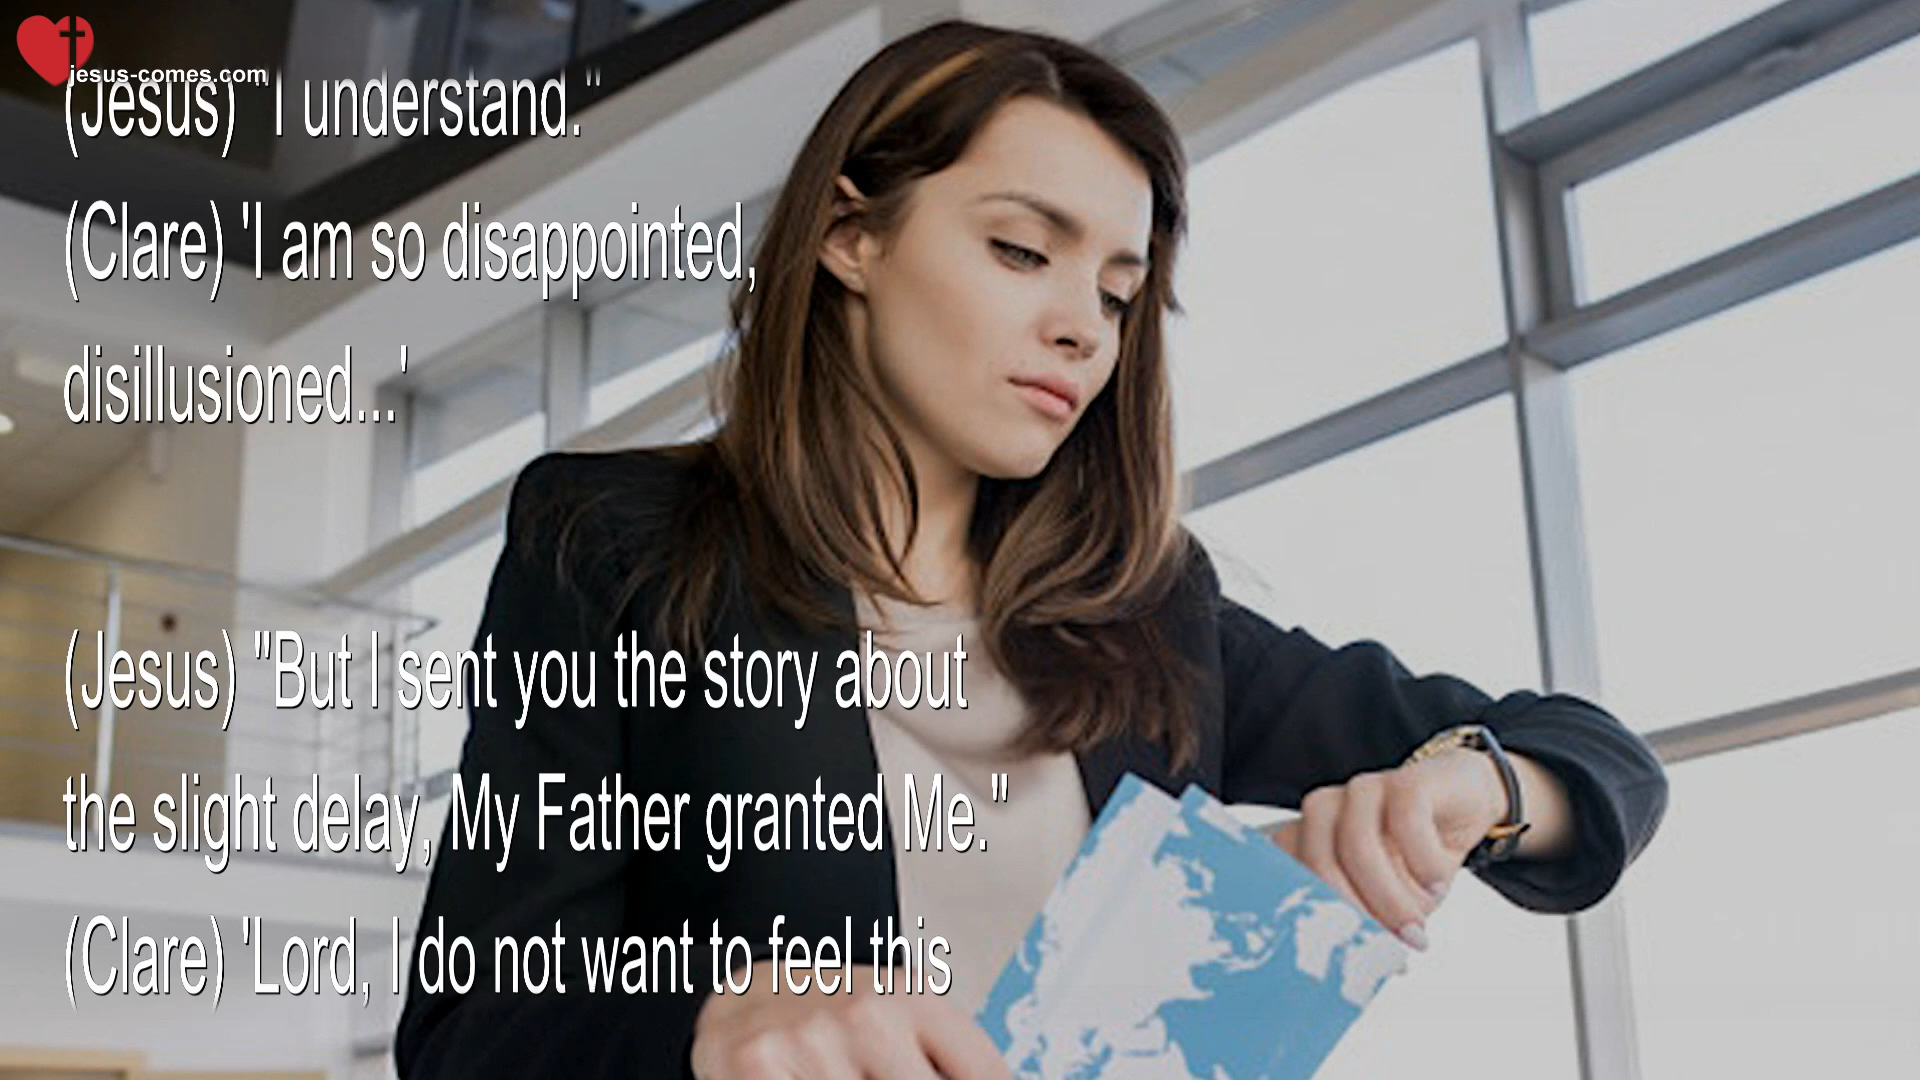 jesus-comes.com
(Jesus) "I understand."
(Clare) 'I am so disappointed,
disillusioned...'
(Jesus) "But I sent you the story about
the slight delay, My Father granted Me."
(Clare) 'Lord, I do not want to feel this